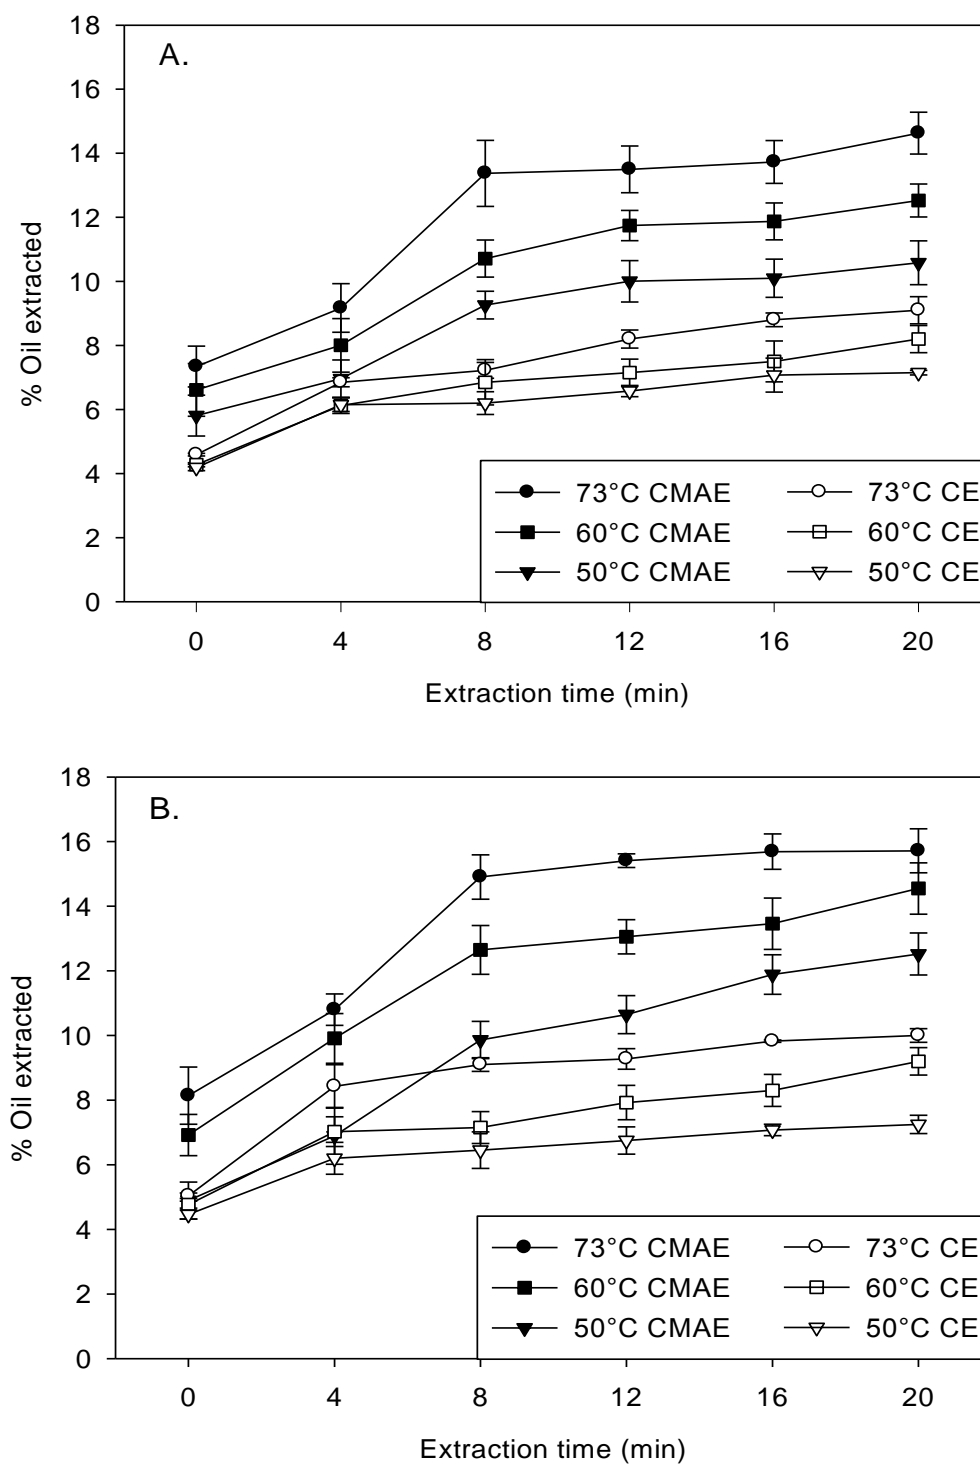 18
A.
16
14
12
10
8
6
4
2
0
% Oil extracted
73°C CMAE 73°C CE
60°C CMAE 60°C CE
50°C CMAE 50°C CE
0 4 8 12 16 20
Extraction time (min)
18
B.
16
14
12
10
8
6
4
2
0
% Oil extracted
73°C CMAE 73°C CE
60°C CMAE 60°C CE
50°C CMAE 50°C CE
0 4 8 12 16 20
Extraction time (min)